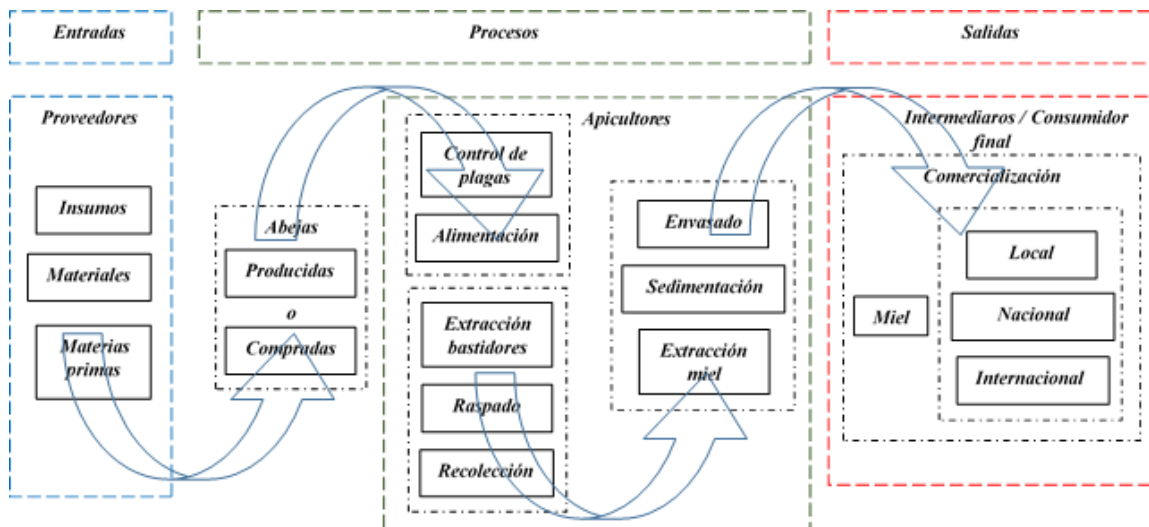 Entradas
Procesos
Salidas
Proveedores
Insumos
Materiales
Materias
primas
Abejas
Producidas
o
Compradas
Apicultores
Control de
plagas
Alimentación
Extracción
bastidores
Raspado
Recolección
Envasado
Sedimentación
Extracción
miel
Intermediaros / Consumidor
final
Comercialización
Miel
Local
Nacional
Internacional